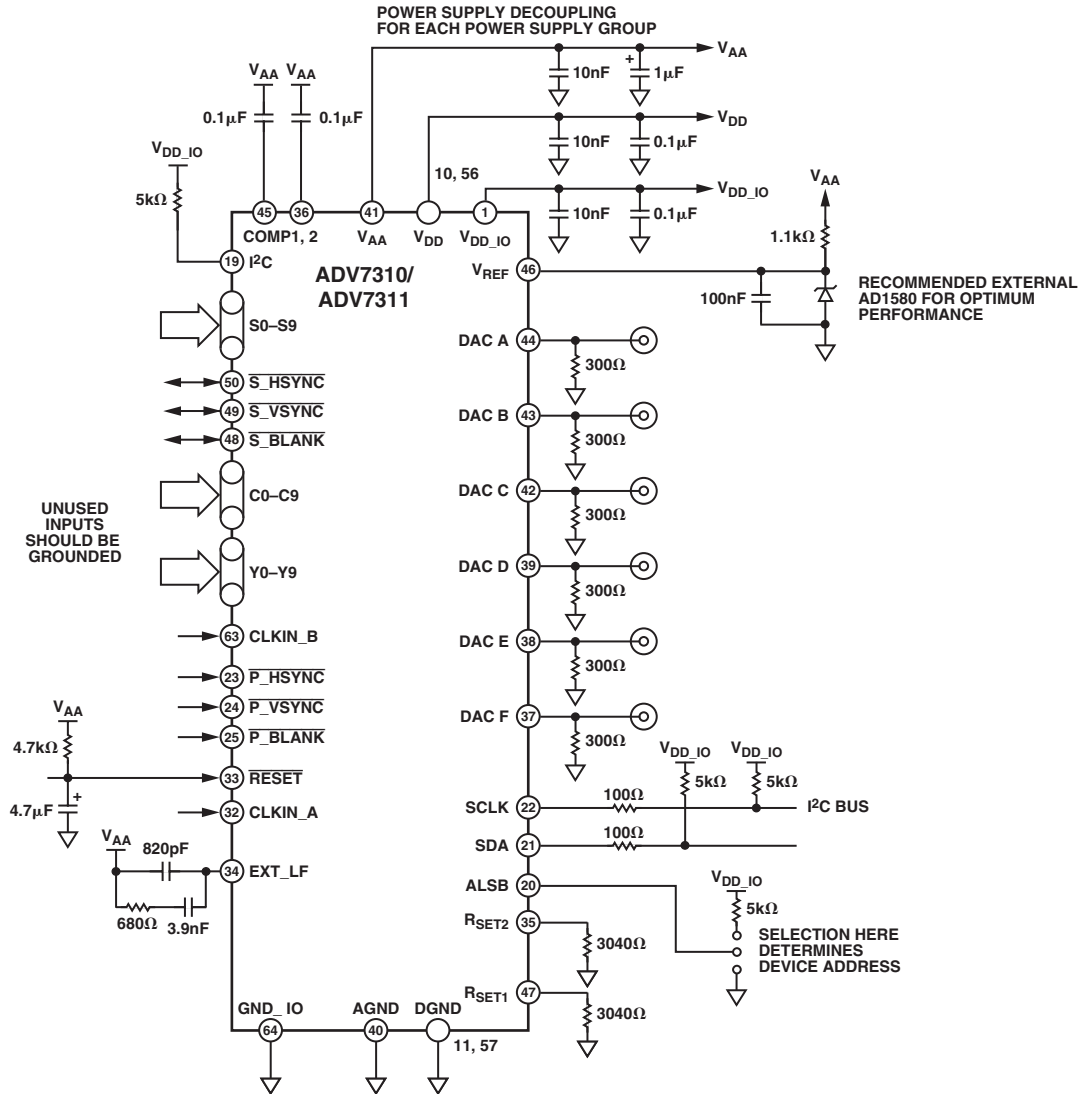 POWER SUPPLY DECOUPLING
FOR EACH POWER SUPPLY GROUP
VAA
10nF
+
1µF
VAA
VAA
0.1µF
0.1µF
VDD
10nF
0.1µF
VDD_IO
5kΩ
10, 56
VDD_IO
10nF
0.1µF
VAA
1.1kΩ
45
36
41
1
COMP1, 2
VAA
VDD
VDD_IO
19
I²C
ADV7310/
ADV7311
VREF
46
100nF
RECOMMENDED EXTERNAL
AD1580 FOR OPTIMUM
PERFORMANCE
S0–S9
DAC A
44
300Ω
50
S_HSYNC
49
S_VSYNC
48
S_BLANK
DAC B
43
300Ω
C0–C9
DAC C
42
300Ω
UNUSED
INPUTS
SHOULD BE
GROUNDED
Y0–Y9
DAC D
39
300Ω
63
CLKIN_B
DAC E
38
300Ω
23
P_HSYNC
24
P_VSYNC
25
P_BLANK
DAC F
37
300Ω
VAA
4.7kΩ
33
RESET
+
4.7µF
32
CLKIN_A
VDD_IO
VDD_IO
5kΩ
5kΩ
SCLK
22
100Ω
I²C BUS
SDA
21
100Ω
VAA
820pF
34
EXT_LF
680Ω
3.9nF
ALSB
20
VDD_IO
5kΩ
SELECTION HERE
DETERMINES
DEVICE ADDRESS
RSET2
35
3040Ω
RSET1
47
3040Ω
GND_IO
AGND
DGND
64
40
11, 57